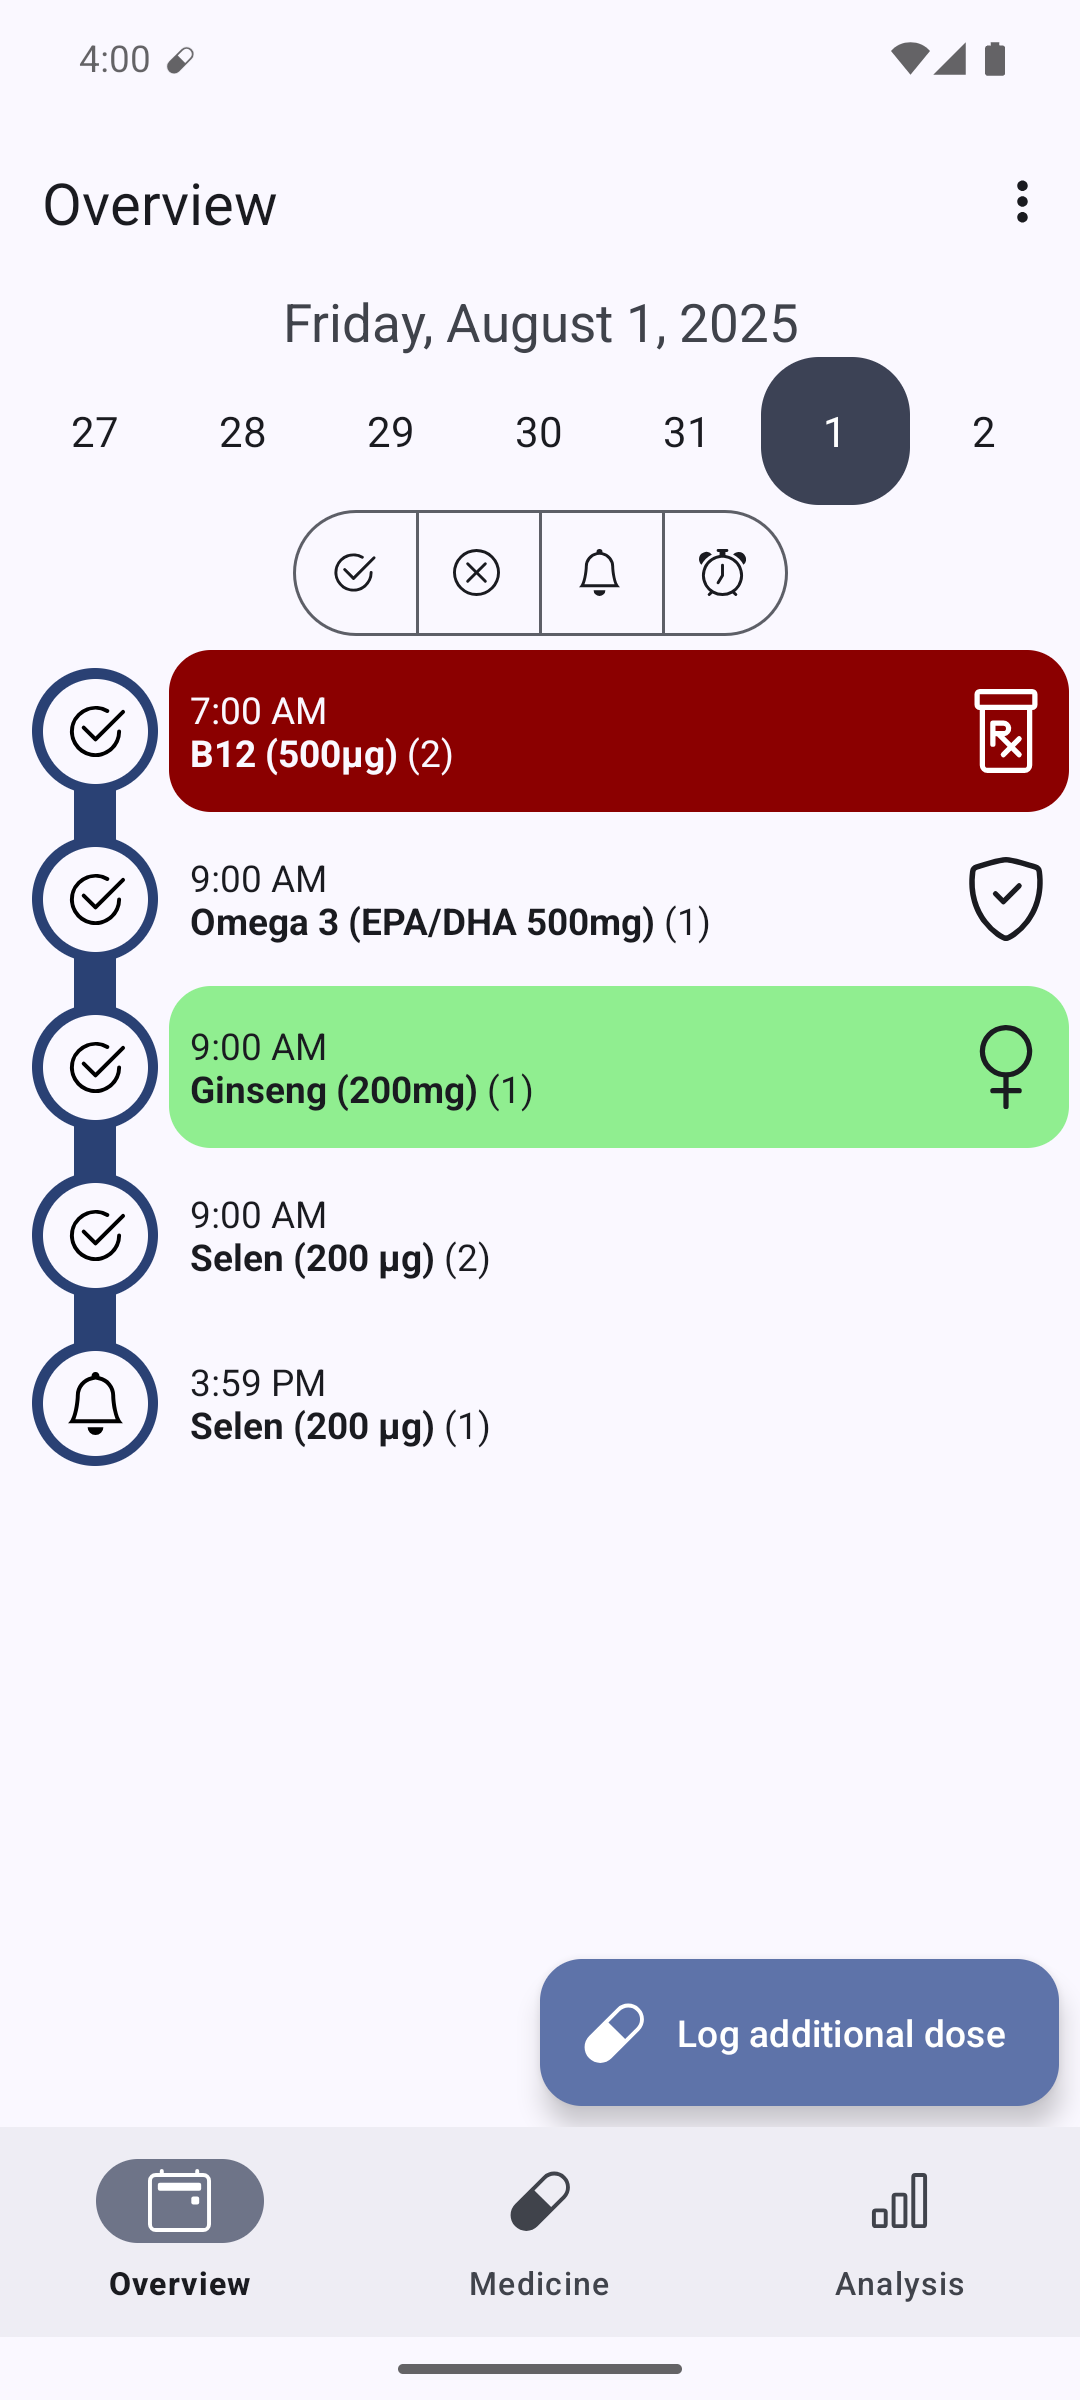 4:00
Overview
Friday, August 1, 2025
27 28 29 30 31 1 2
7:00 AM
B12 (500µg) (2)
9:00 AM
Omega 3 (EPA/DHA 500mg) (1)
9:00 AM
Ginseng (200mg) (1)
9:00 AM
Selen (200 µg) (2)
3:59 PM
Selen (200 µg) (1)
Log additional dose
Overview Medicine Analysis